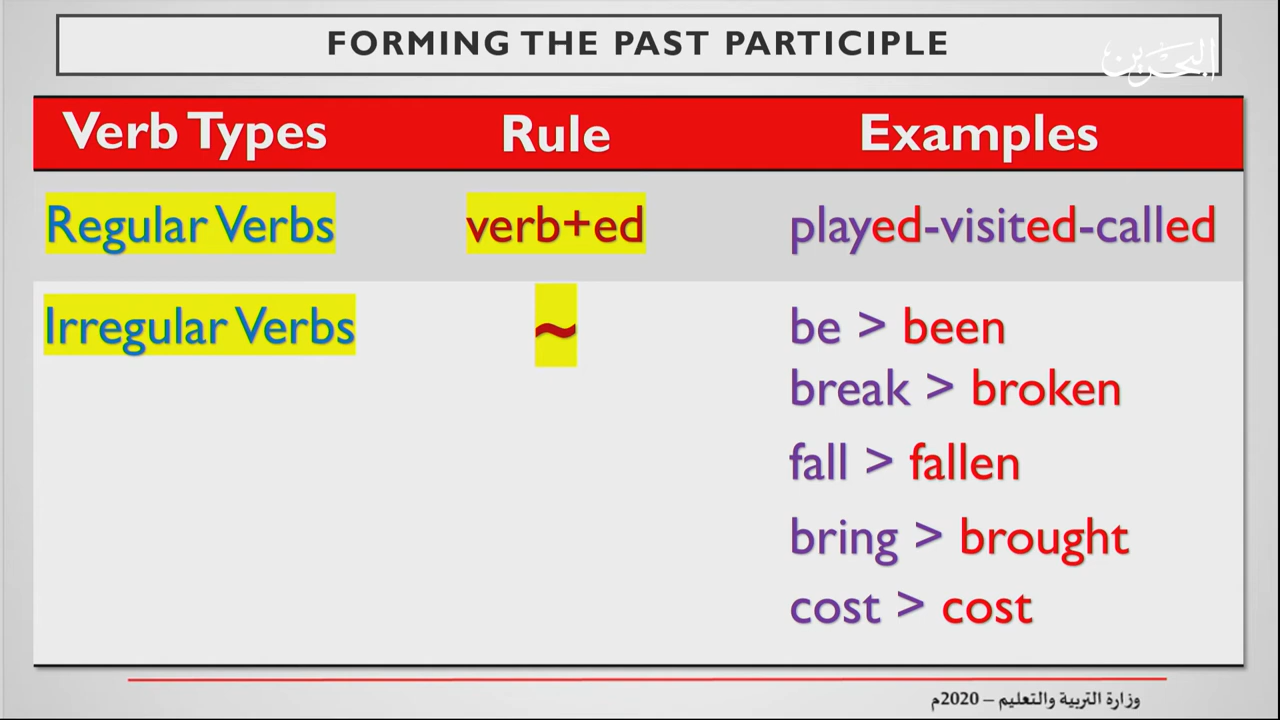 FORMING THE PAST PARTICIPLE
البحرين
Verb Types Rule Examples
Regular Verbs verb+ed played-visited-called
Irregular Verbs ~ be > been
break > broken
fall > fallen
bring > brought
cost > cost
وزارة التربية والتعليم – 2020م